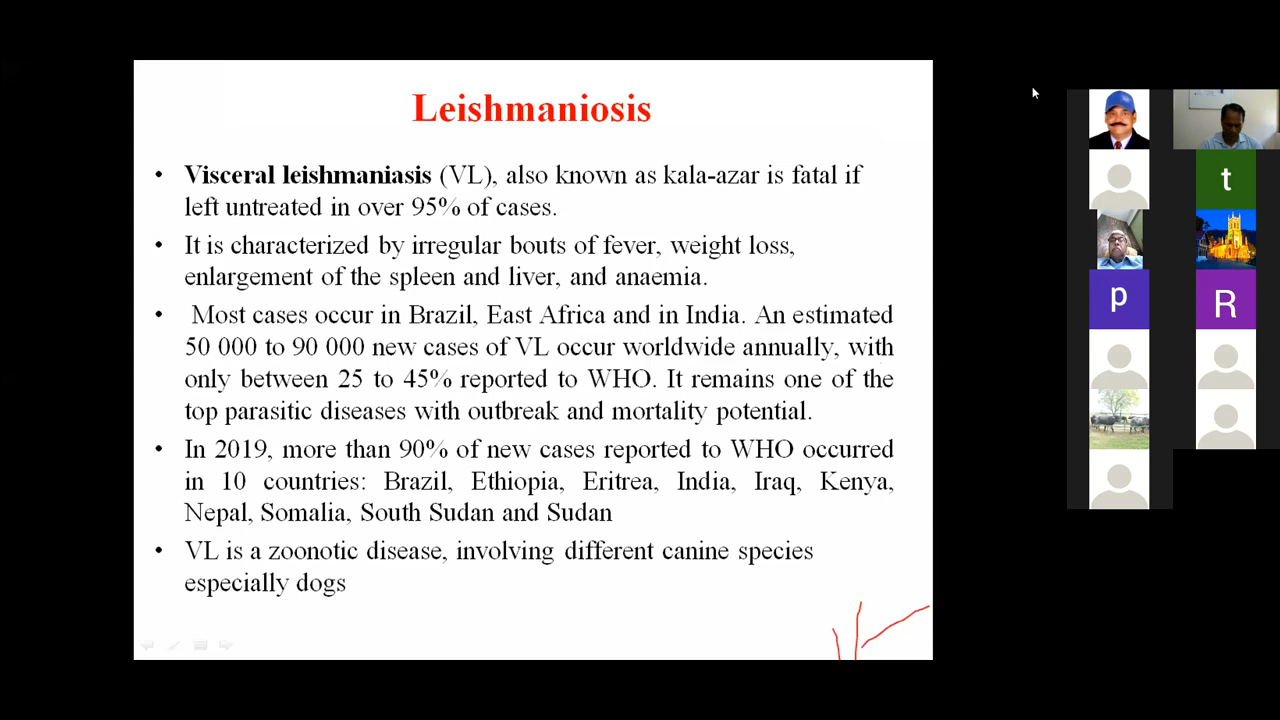 Leishmaniosis
• Visceral leishmaniasis (VL), also known as kala-azar is fatal if
left untreated in over 95% of cases.
• It is characterized by irregular bouts of fever, weight loss,
enlargement of the spleen and liver, and anaemia.
• Most cases occur in Brazil, East Africa and in India. An estimated
50 000 to 90 000 new cases of VL occur worldwide annually, with
only between 25 to 45% reported to WHO. It remains one of the
top parasitic diseases with outbreak and mortality potential.
• In 2019, more than 90% of new cases reported to WHO occurred
in 10 countries: Brazil, Ethiopia, Eritrea, India, Iraq, Kenya,
Nepal, Somalia, South Sudan and Sudan
• VL is a zoonotic disease, involving different canine species
especially dogs
t
p
R